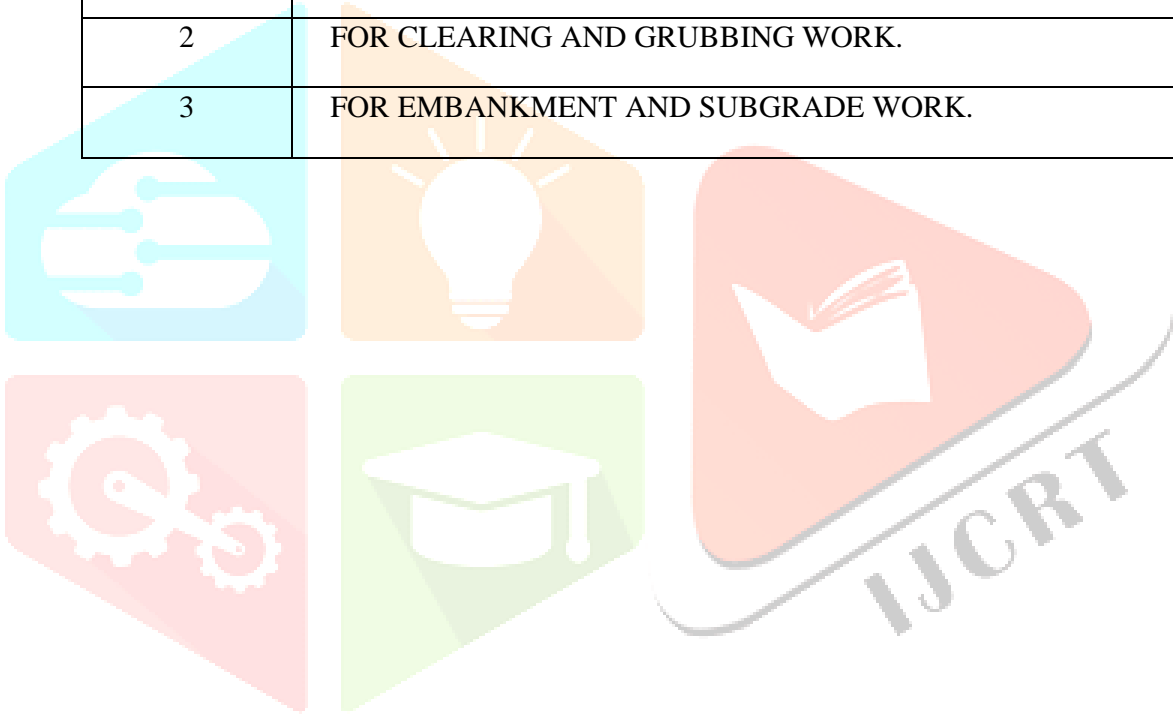 2 FOR CLEARING AND GRUBBING WORK.
3 FOR EMBANKMENT AND SUBGRADE WORK.
IJCRT